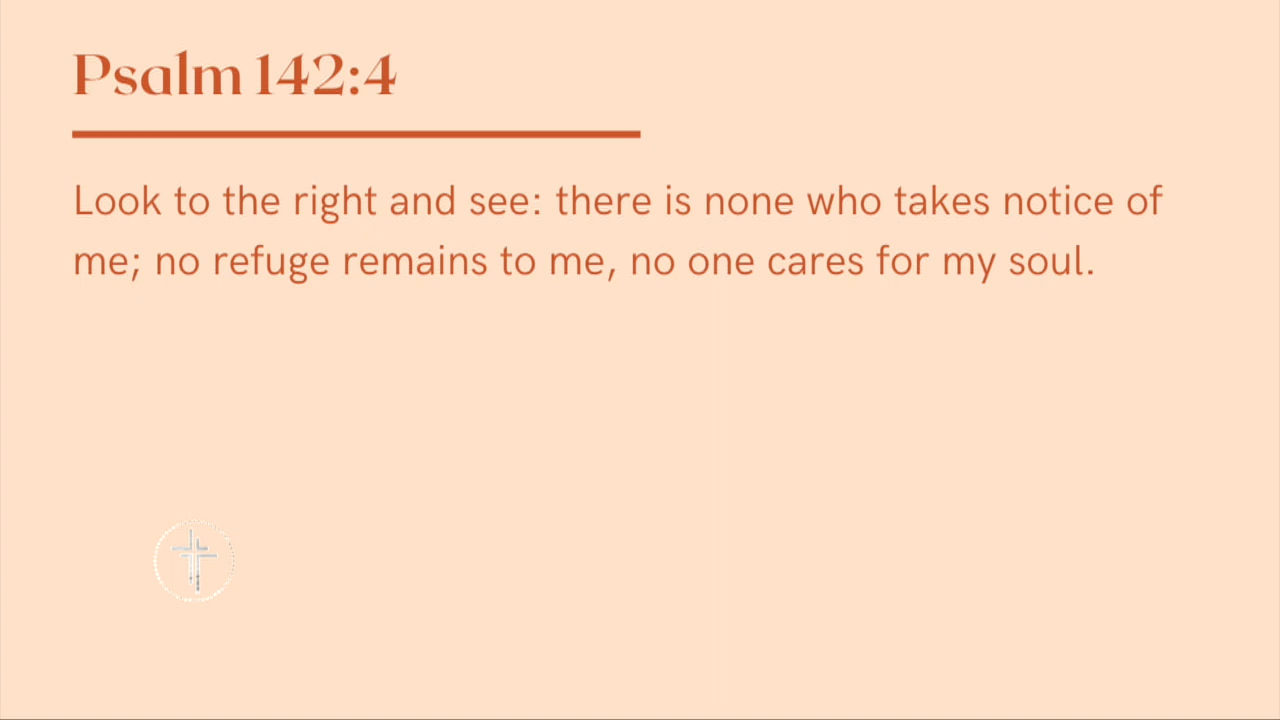 Psalm 142:4
Look to the right and see: there is none who takes notice of
me; no refuge remains to me, no one cares for my soul.